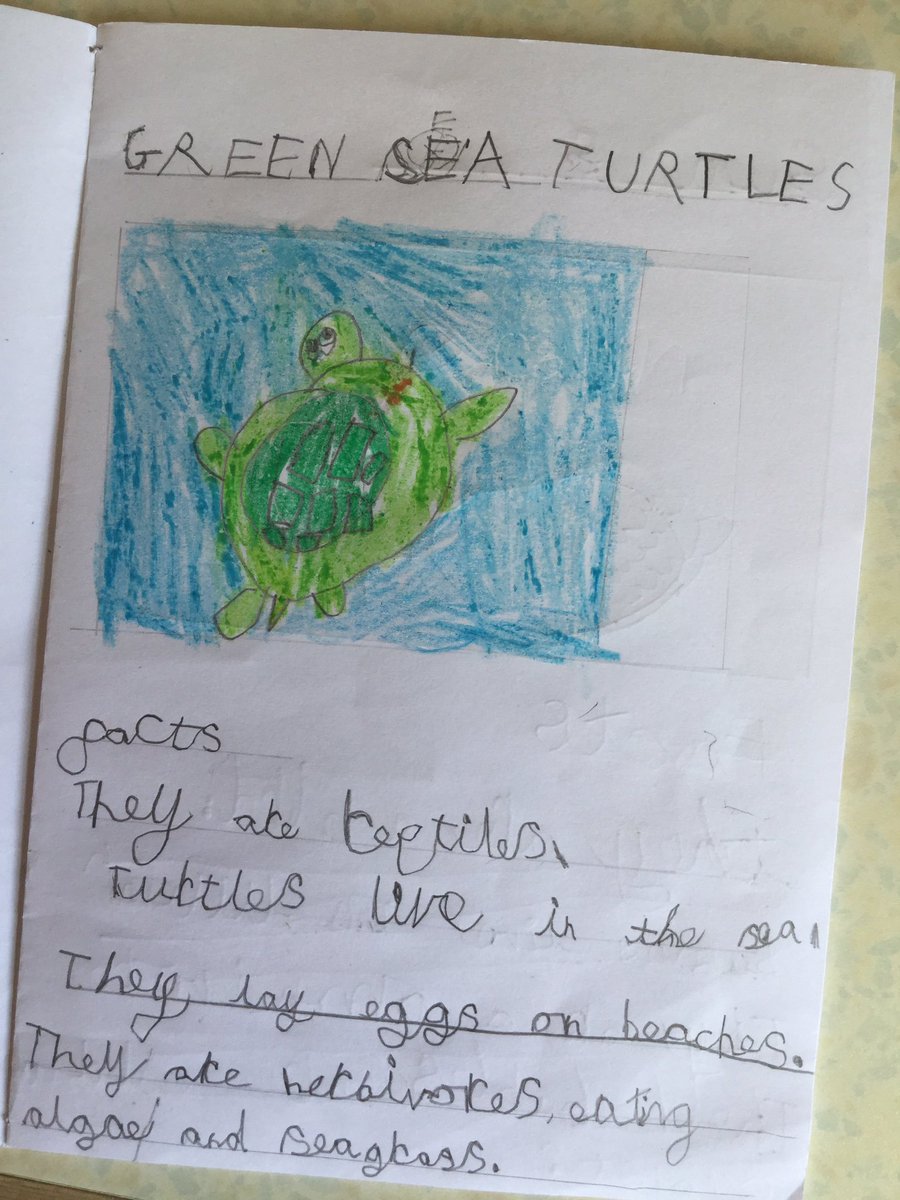 GREEN SEA TURTLES
facts
They are reptiles.
Turtles live in the sea.
They lay eggs on beaches.
They are herbivores, eating
algae and seagrass.